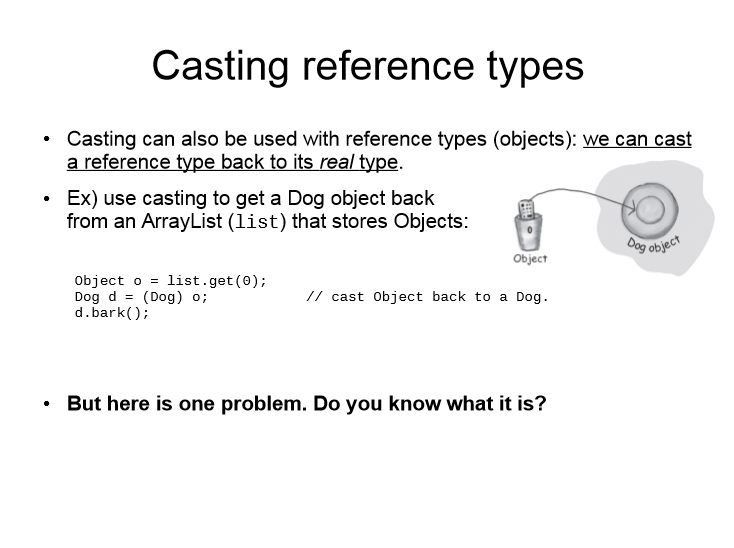 Casting reference types
• Casting can also be used with reference types (objects): we can cast
a reference type back to its real type.
• Ex) use casting to get a Dog object back
from an ArrayList (list) that stores Objects:
o
Object
Dog object
Object o = list.get(0);
Dog d = (Dog) o; // cast Object back to a Dog.
d.bark();
• But here is one problem. Do you know what it is?